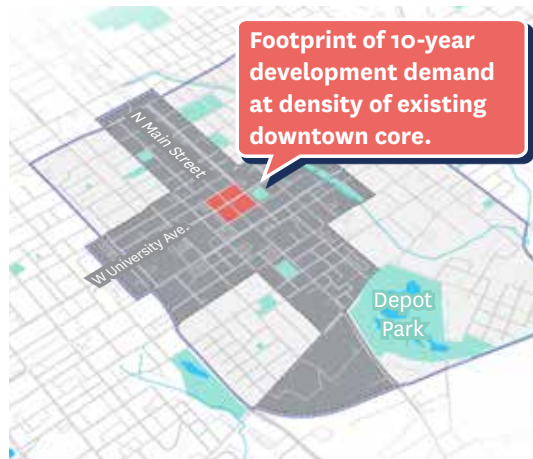 Footprint of 10-year
development demand
at density of existing
downtown core.
N Main Street
W University Ave.
Depot
Park